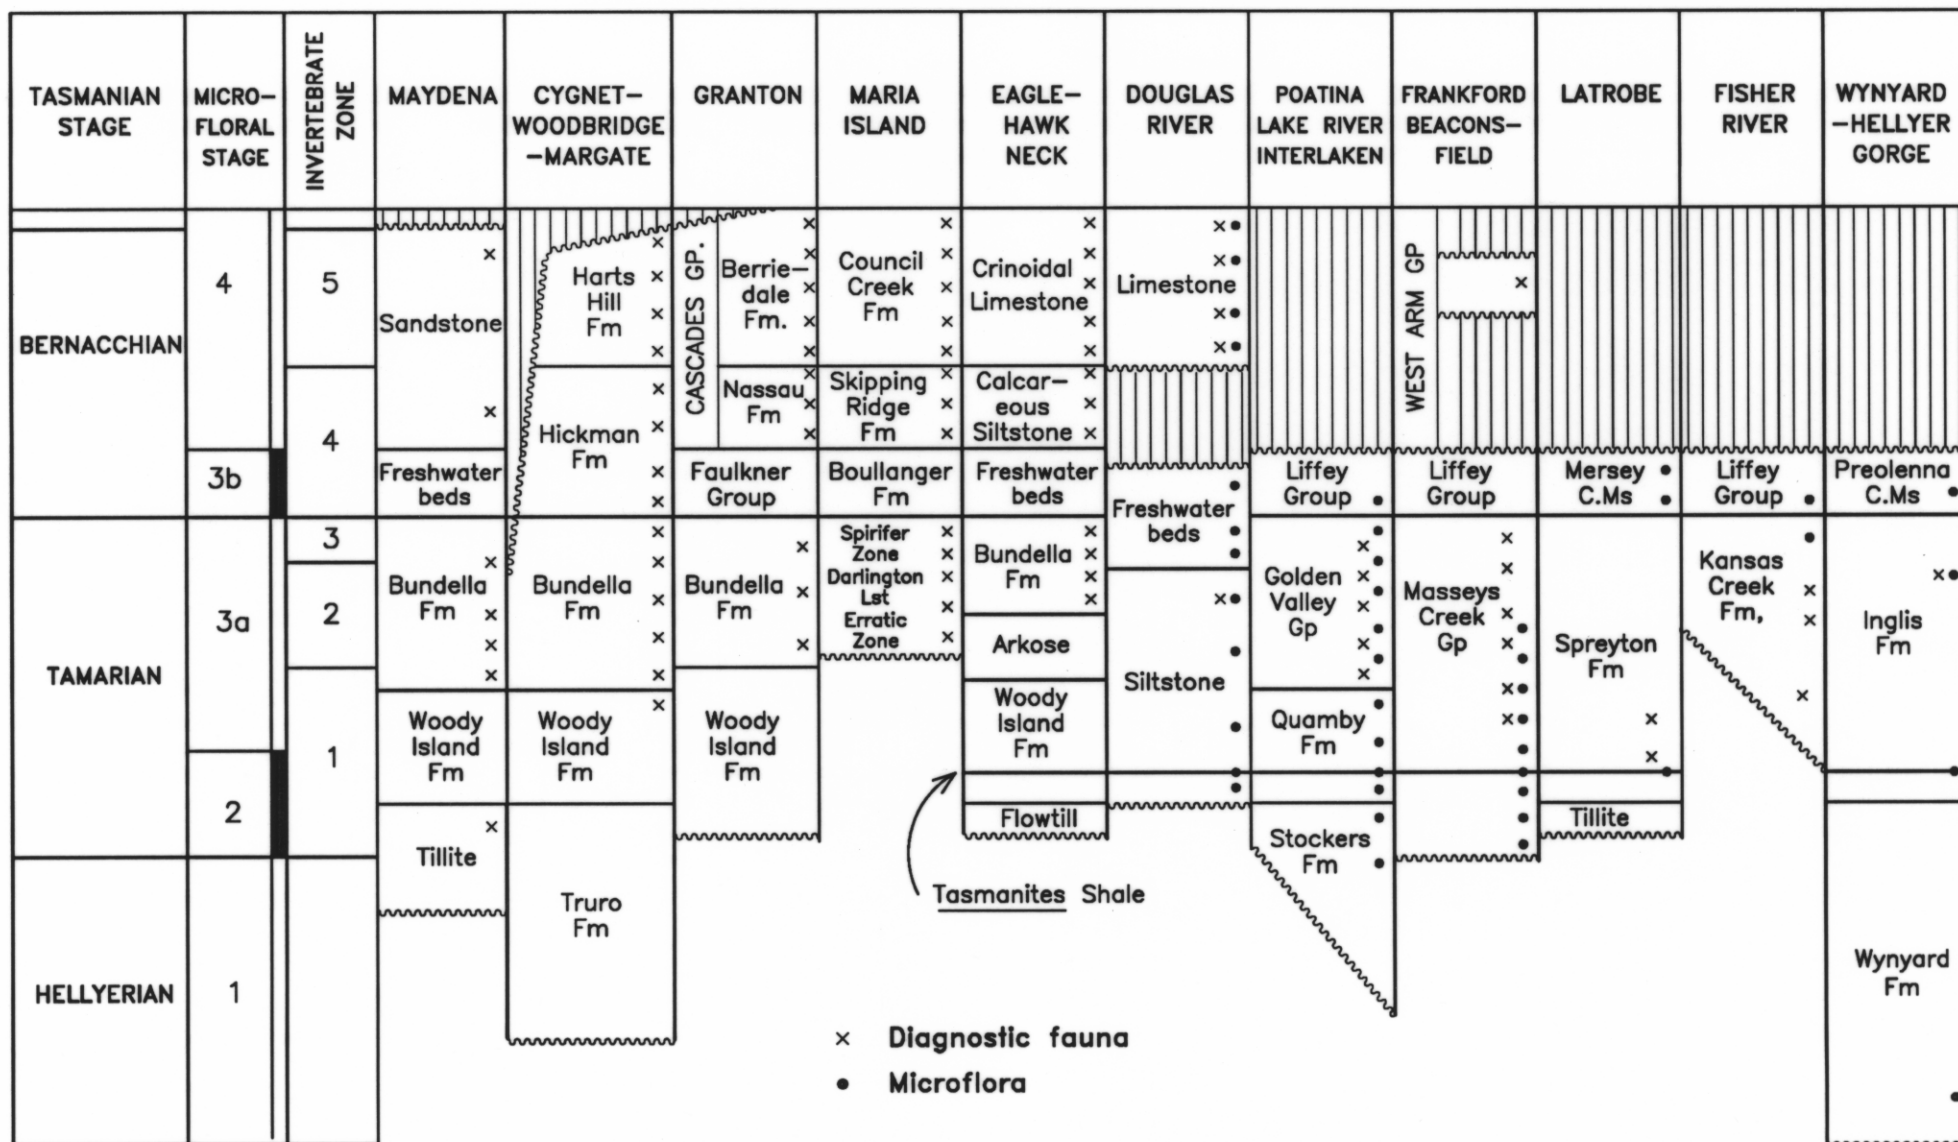 TASMANIAN
STAGE
MICRO-
FLORAL
STAGE
INVERTEBRATE
ZONE
MAYDENA
CYGNET-
WOODBRIDGE
-MARGATE
GRANTON
MARIA
ISLAND
EAGLE-
HAWK
NECK
DOUGLAS
RIVER
POATINA
LAKE RIVER
INTERLAKEN
FRANKFORD
BEACONS-
FIELD
LATROBE
FISHER
RIVER
WYNYARD
-HELLYER
GORGE
BERNACCHIAN
TAMARIAN
HELLYERIAN
4
3b
3a
2
1
5
4
3
2
1
Sandstone
Freshwater
beds
Bundella
Fm
Woody
Island
Fm
Tillite
Harts
Hill
Fm
Hickman
Fm
Bundella
Fm
Woody
Island
Fm
Truro
Fm
CASCADES GP.
Berrie-
dale
Fm.
Nassau
Fm
Faulkner
Group
Bundella
Fm
Woody
Island
Fm
Council
Creek
Fm
Skipping
Ridge
Fm
Boullanger
Fm
Spirifer
Zone
Darlington
Lst
Erratic
Zone
Crinoidal
Limestone
Calcar-
eous
Siltstone
Freshwater
beds
Bundella
Fm
Arkose
Woody
Island
Fm
Flowtill
Tasmanites Shale
Limestone
Freshwater
beds
Siltstone
Liffey
Group
Golden
Valley
Gp
Quamby
Fm
Stockers
Fm
WEST ARM GP
Liffey
Group
Masseys
Creek
Gp
Mersey
C.Ms
Spreyton
Fm
Tillite
Liffey
Group
Kansas
Creek
Fm,
Preolenna
C.Ms
Inglis
Fm
Wynyard
Fm
× Diagnostic fauna
● Microflora